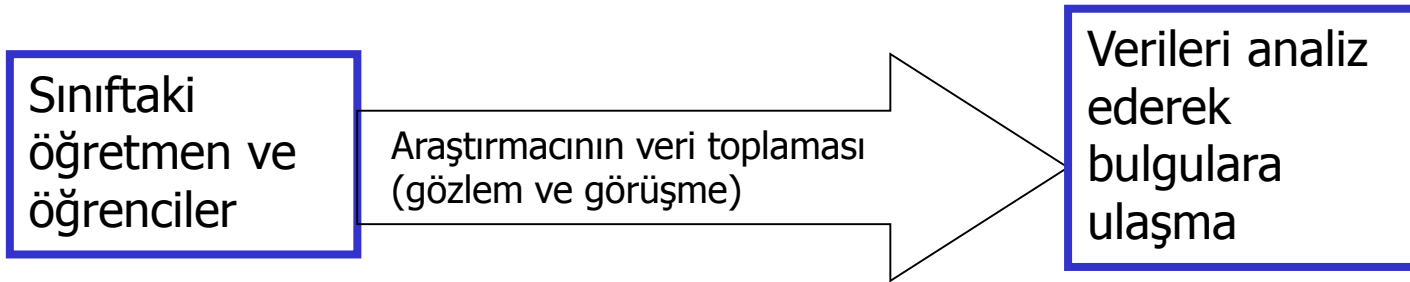 Sınıftaki
öğretmen ve
öğrenciler
Araştırmacının veri toplaması
(gözlem ve görüşme)
Verileri analiz
ederek
bulgulara
ulaşma